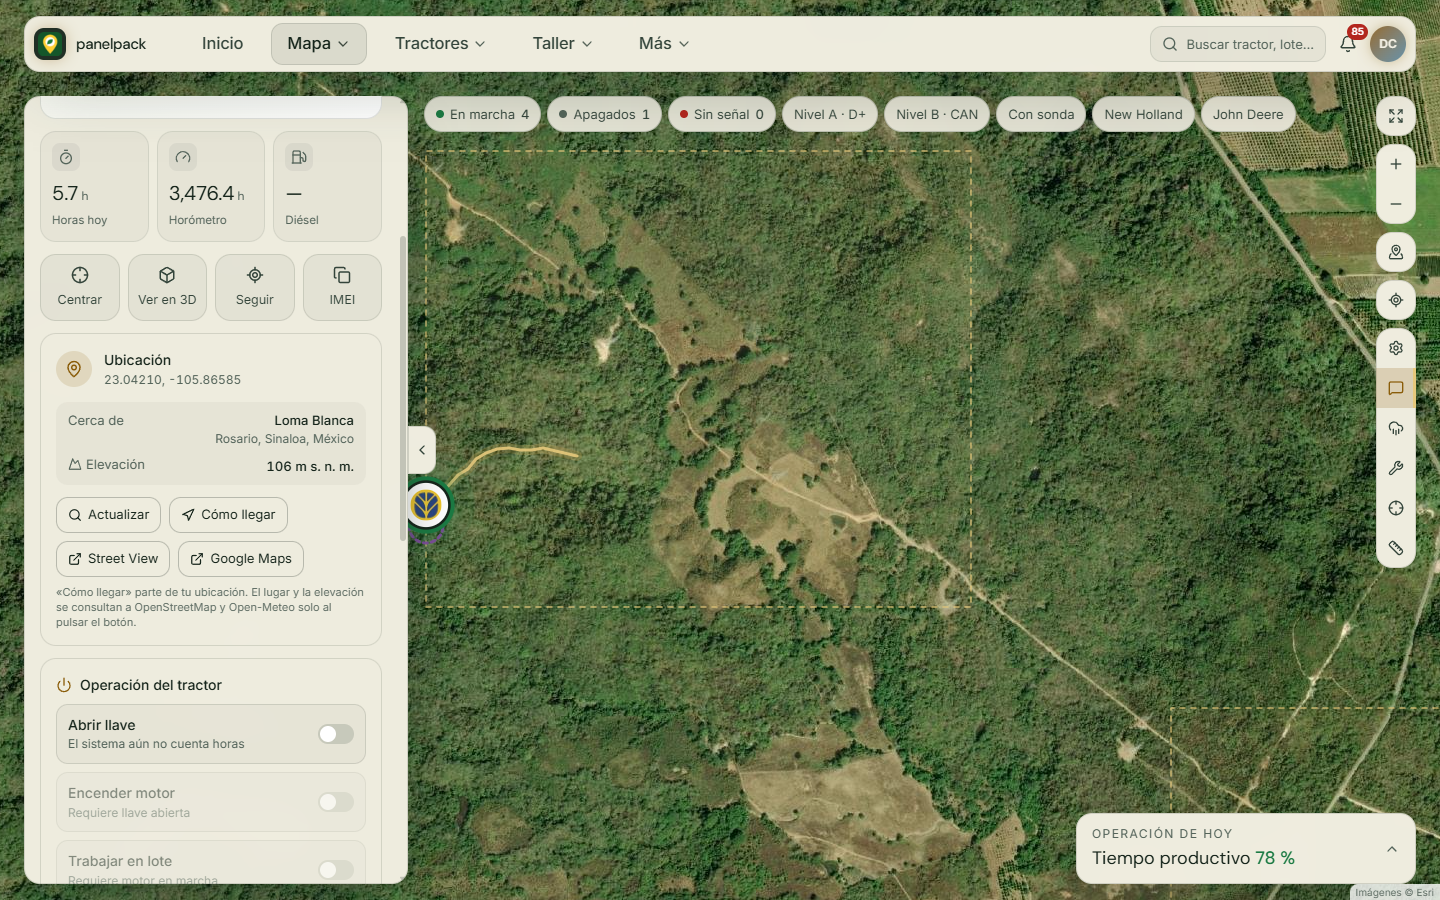 panelpack
Inicio
Mapa
Tractores
Taller
Más
Buscar tractor, lote...
85
DC
En marcha 4
Apagados 1
Sin señal 0
Nivel A · D+
Nivel B · CAN
Con sonda
New Holland
John Deere
5.7 h
Horas hoy
3,476.4 h
Horómetro
—
Diésel
Centrar
Ver en 3D
Seguir
IMEI
Ubicación
23.04210, -105.86585
Cerca de
Loma Blanca
Rosario, Sinaloa, México
Elevación
106 m s. n. m.
Actualizar
Cómo llegar
Street View
Google Maps
«Cómo llegar» parte de tu ubicación. El lugar y la elevación
se consultan a OpenStreetMap y Open-Meteo solo al
pulsar el botón.
Operación del tractor
Abrir llave
El sistema aún no cuenta horas
Encender motor
Requiere llave abierta
Trabajar en lote
Requiere motor en marcha
OPERACIÓN DE HOY
Tiempo productivo 78 %
Imágenes © Esri